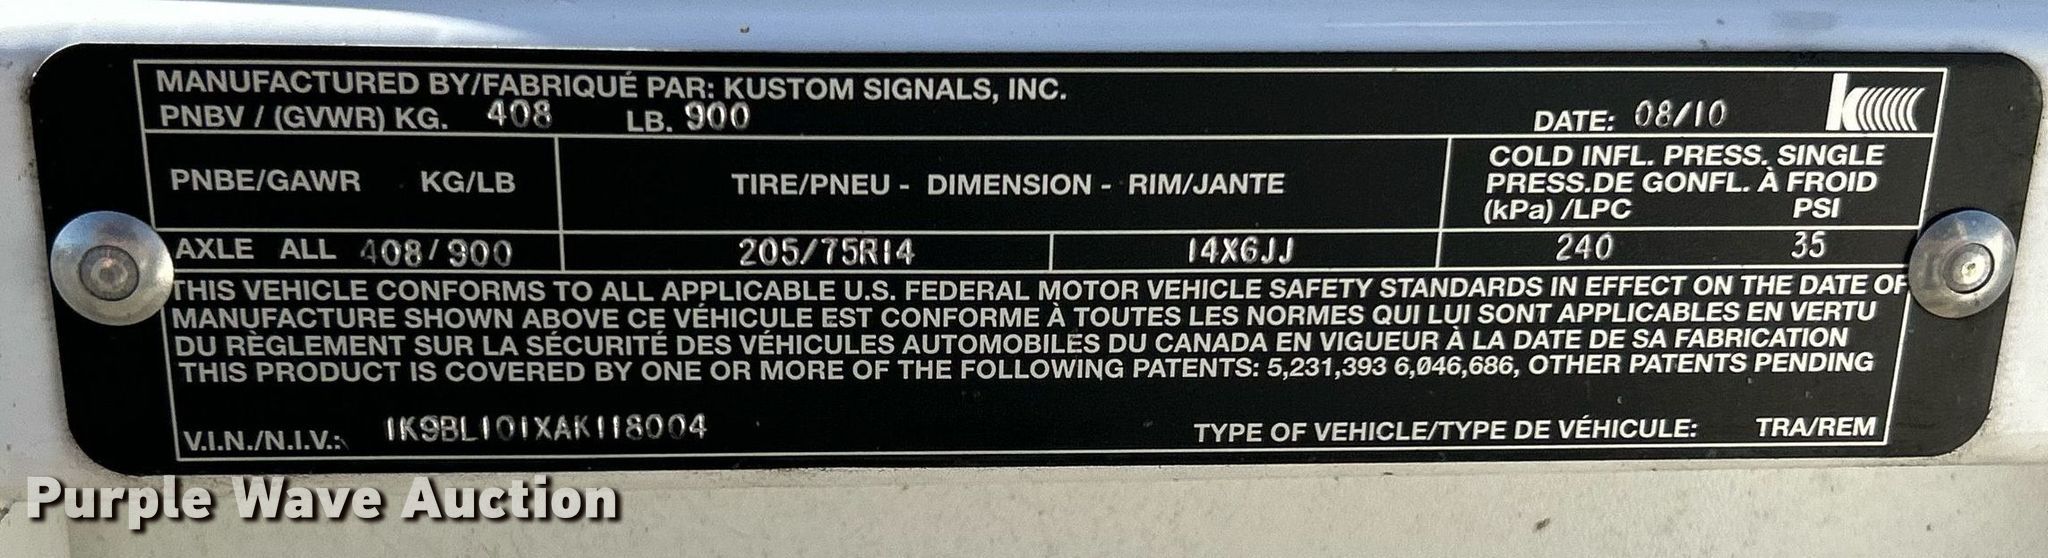 MANUFACTURED BY/FABRIQUÉ PAR: KUSTOM SIGNALS, INC.
PNBV / (GVWR) KG. 408 LB. 900 DATE: 08/10
PNBE/GAWR KG/LB TIRE/PNEU - DIMENSION - RIM/JANTE
COLD INFL. PRESS. SINGLE
PRESS.DE GONFL. À FROID
(kPa) /LPC PSI
AXLE ALL 408/900 205/75R14 14X6JJ 240 35
THIS VEHICLE CONFORMS TO ALL APPLICABLE U.S. FEDERAL MOTOR VEHICLE SAFETY STANDARDS IN EFFECT ON THE DATE OF
MANUFACTURE SHOWN ABOVE CE VÉHICULE EST CONFORME À TOUTES LES NORMES QUI LUI SONT APPLICABLES EN VERTU
DU RÈGLEMENT SUR LA SÉCURITÉ DES VÉHICULES AUTOMOBILES DU CANADA EN VIGUEUR À LA DATE DE SA FABRICATION
THIS PRODUCT IS COVERED BY ONE OR MORE OF THE FOLLOWING PATENTS: 5,231,393 6,046,686, OTHER PATENTS PENDING
V.I.N./N.I.V.: 1K9BL101XAK118004 TYPE OF VEHICLE/TYPE DE VÉHICULE: TRA/REM
Purple Wave Auction